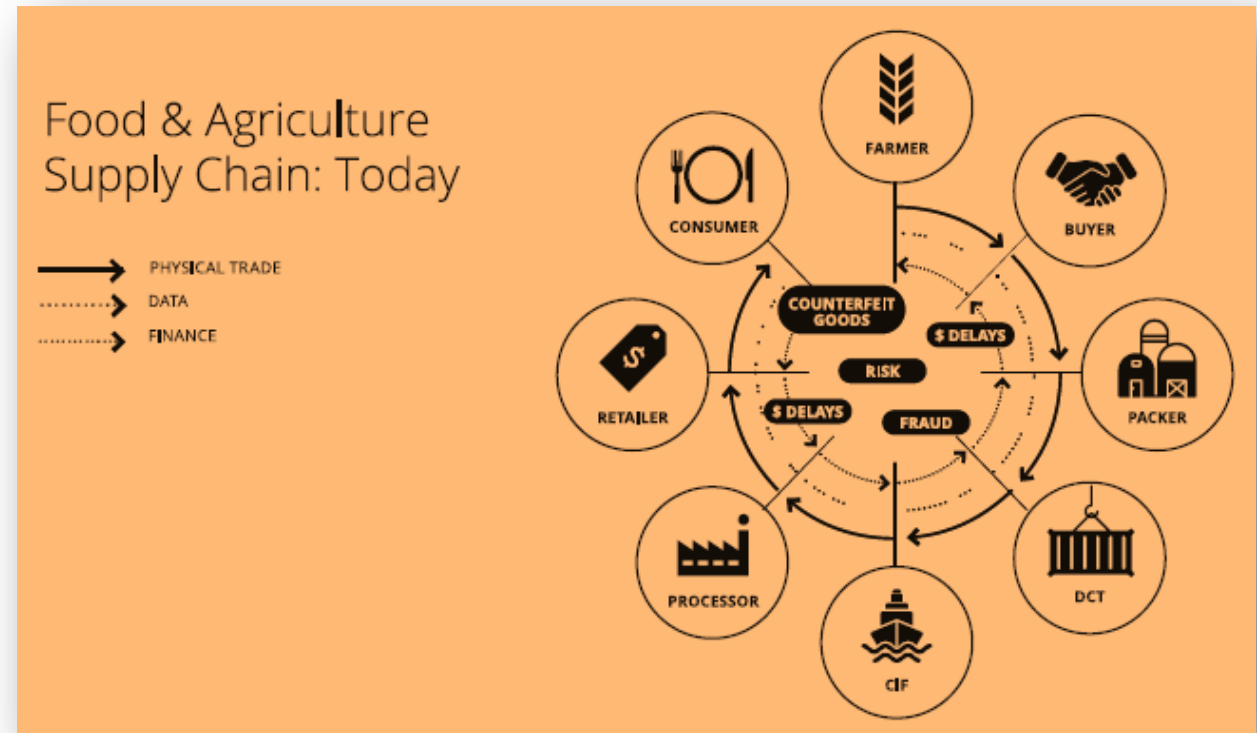 Food & Agriculture
Supply Chain: Today
PHYSICAL TRADE
DATA
FINANCE
FARMER
BUYER
PACKER
DCT
CIF
PROCESSOR
RETAILER
CONSUMER
COUNTERFEIT
GOODS
$ DELAYS
RISK
$ DELAYS
FRAUD
$